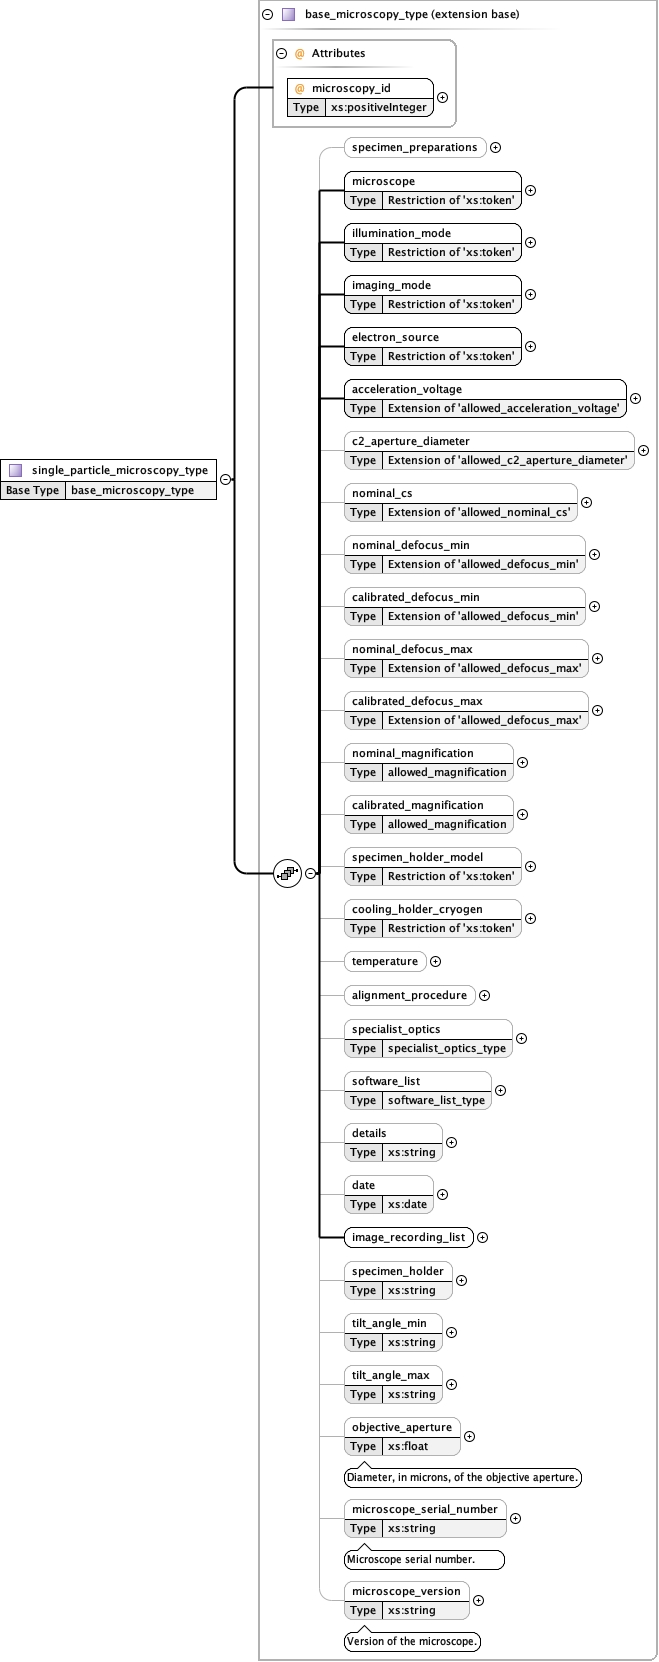 base_microscopy_type (extension base)
@ Attributes
@ microscopy_id
Type xs:positiveInteger
specimen_preparations
microscope
Type Restriction of 'xs:token'
illumination_mode
Type Restriction of 'xs:token'
imaging_mode
Type Restriction of 'xs:token'
electron_source
Type Restriction of 'xs:token'
acceleration_voltage
Type Extension of 'allowed_acceleration_voltage'
c2_aperture_diameter
Type Extension of 'allowed_c2_aperture_diameter'
single_particle_microscopy_type
Base Type base_microscopy_type
nominal_cs
Type Extension of 'allowed_nominal_cs'
nominal_defocus_min
Type Extension of 'allowed_defocus_min'
calibrated_defocus_min
Type Extension of 'allowed_defocus_min'
nominal_defocus_max
Type Extension of 'allowed_defocus_max'
calibrated_defocus_max
Type Extension of 'allowed_defocus_max'
nominal_magnification
Type allowed_magnification
calibrated_magnification
Type allowed_magnification
specimen_holder_model
Type Restriction of 'xs:token'
cooling_holder_cryogen
Type Restriction of 'xs:token'
temperature
alignment_procedure
specialist_optics
Type specialist_optics_type
software_list
Type software_list_type
details
Type xs:string
date
Type xs:date
image_recording_list
specimen_holder
Type xs:string
tilt_angle_min
Type xs:string
tilt_angle_max
Type xs:string
objective_aperture
Type xs:float
Diameter, in microns, of the objective aperture.
microscope_serial_number
Type xs:string
Microscope serial number.
microscope_version
Type xs:string
Version of the microscope.